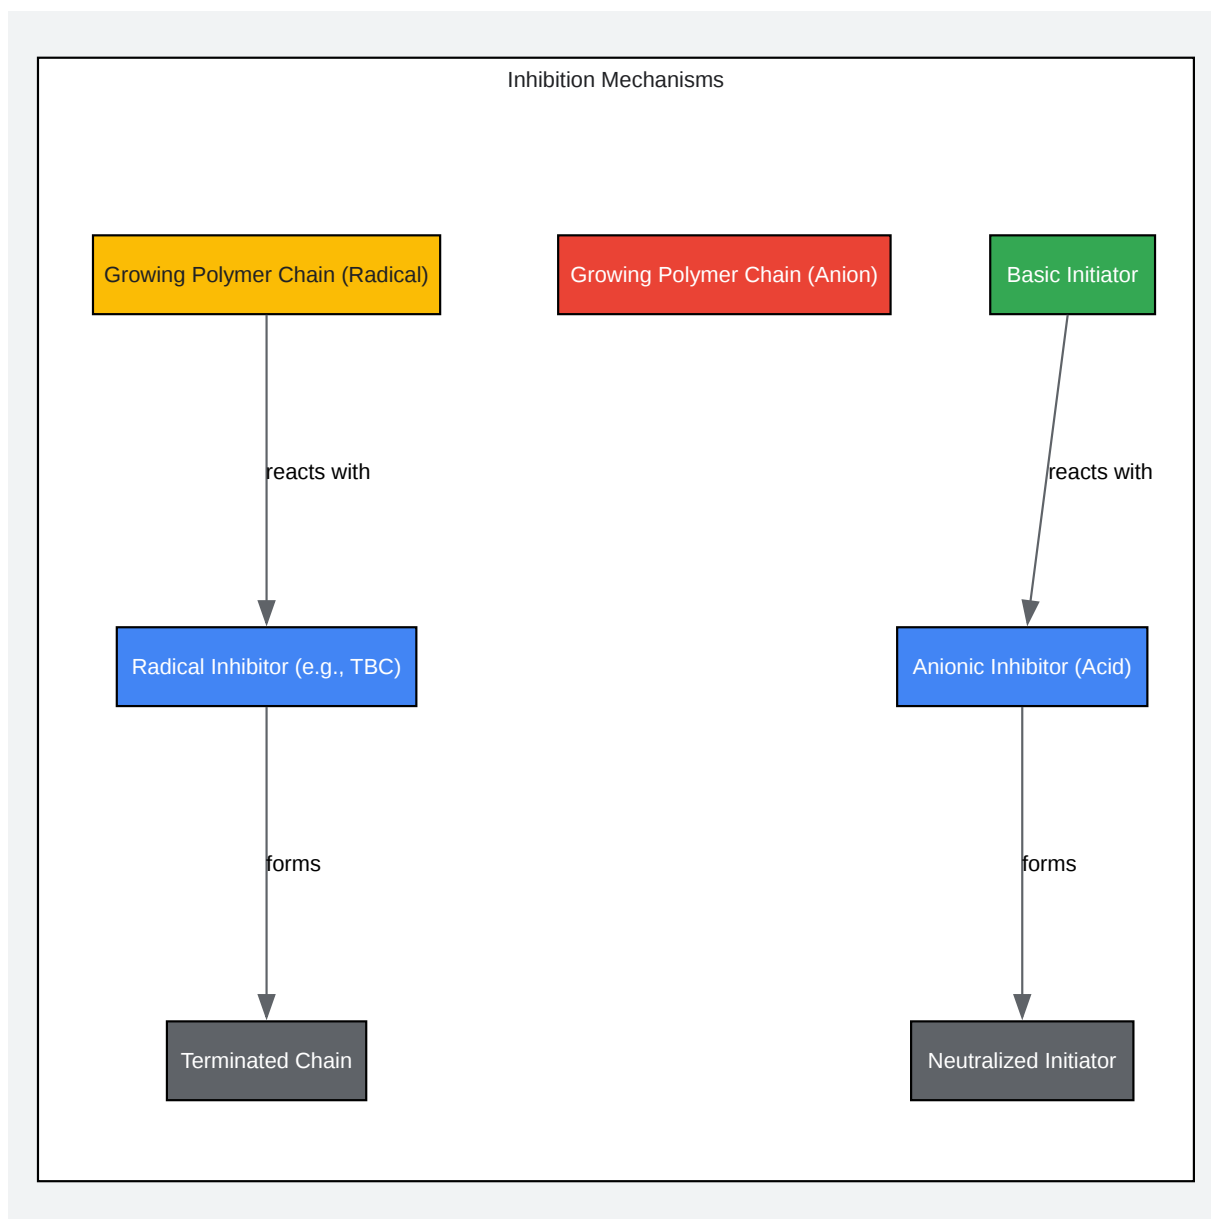 Inhibition Mechanisms
Growing Polymer Chain (Radical)
Growing Polymer Chain (Anion)
Basic Initiator
reacts with
reacts with
Radical Inhibitor (e.g., TBC)
Anionic Inhibitor (Acid)
forms
forms
Terminated Chain
Neutralized Initiator